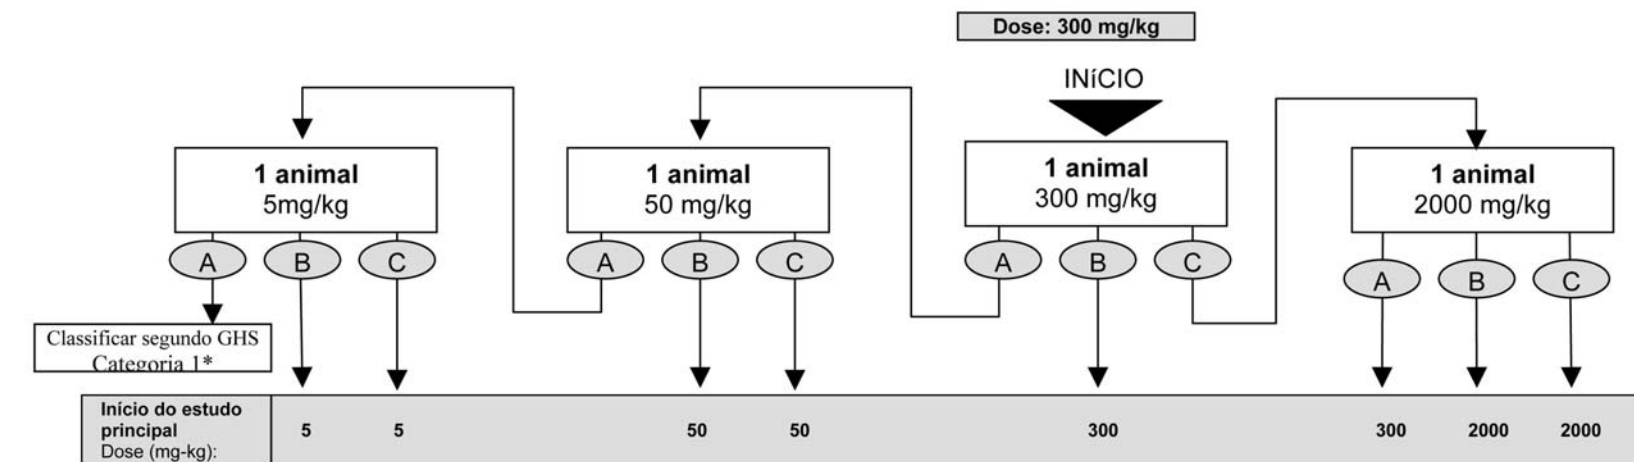 Dose: 300 mg/kg
INíCIO
1 animal
5mg/kg
1 animal
50 mg/kg
1 animal
300 mg/kg
1 animal
2000 mg/kg
A B C
A B C
A B C
A B C
Classificar segundo GHS
Categoria 1*
Início do estudo
principal
Dose (mg-kg):
5 5 50 50 300 300 2000 2000